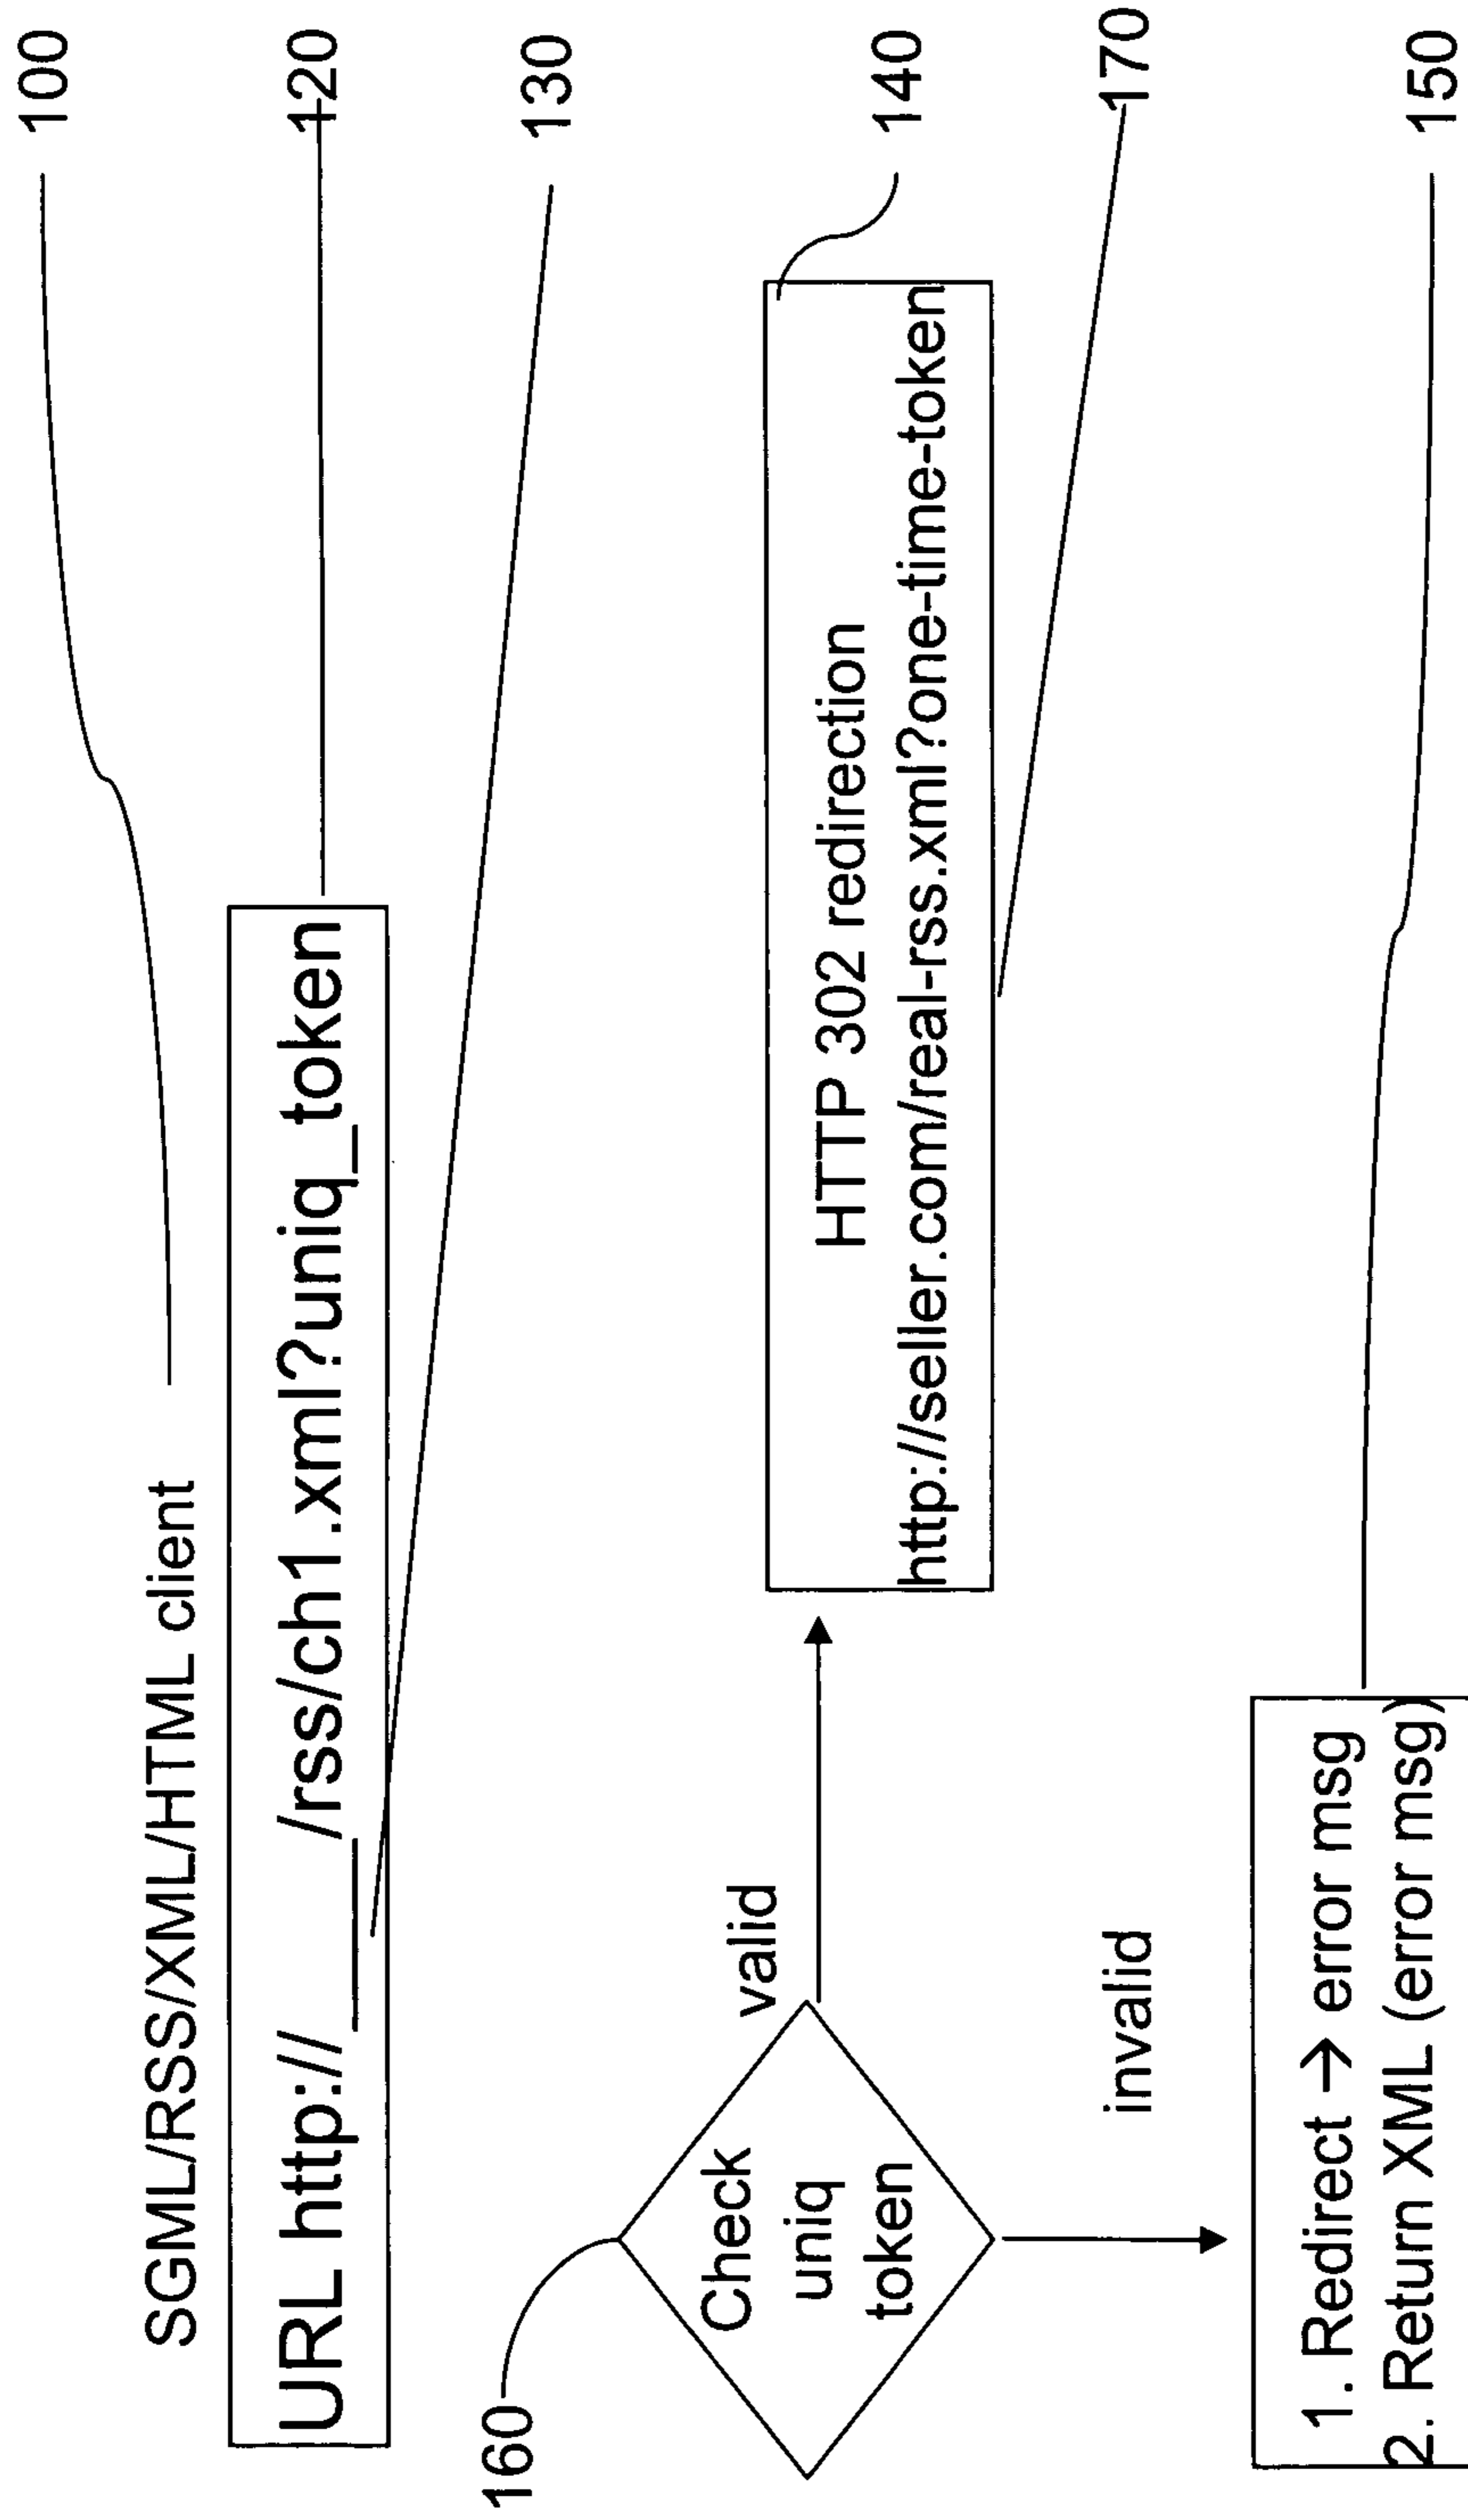 100
SGML/RSS/XML/HTML client
URL http://____/rss/ch1.xml?uniq_token
120
130
160
Check
uniq
token
valid
HTTP 302 redirection
http://seller.com/real-rss.xml?one-time-token
140
170
invalid
1. Redirect → error msg
2. Return XML (error msg)
150